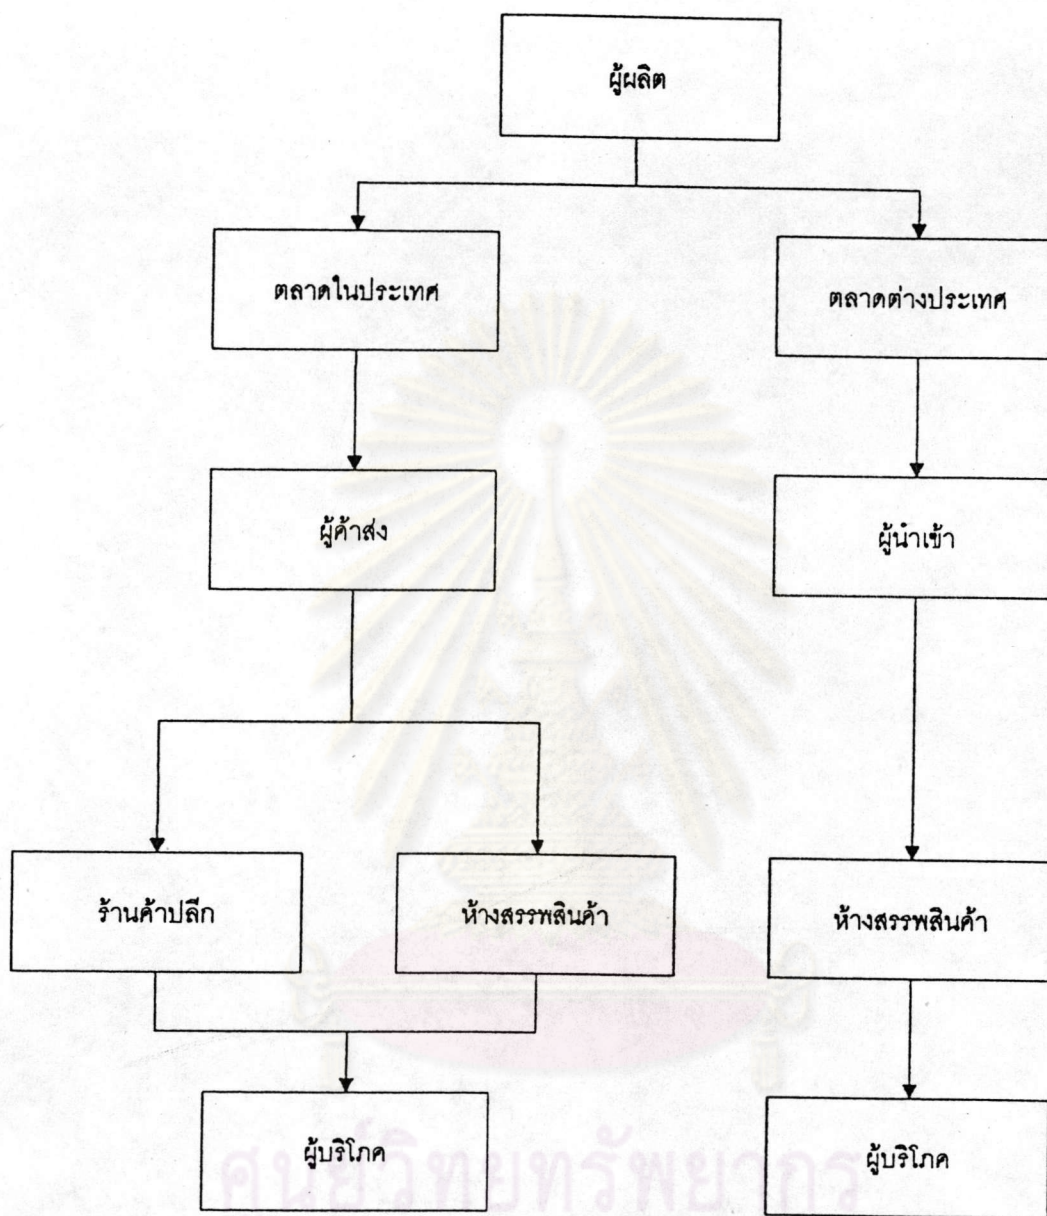 ผู้ผลิต
ตลาดในประเทศ
ตลาดต่างประเทศ
ผู้ค้าส่ง
ผู้นำเข้า
ร้านค้าปลีก
ห้างสรรพสินค้า
ห้างสรรพสินค้า
ผู้บริโภค
ผู้บริโภค
ศูนย์วิทยทรัพยากร